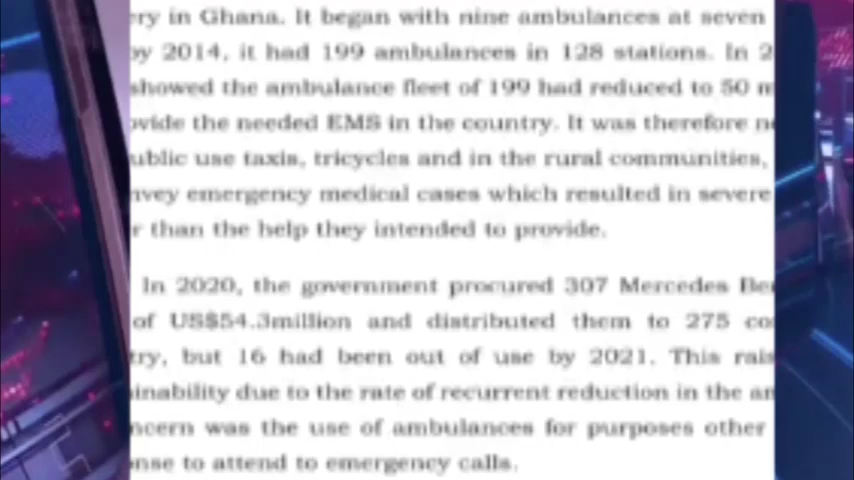 ry in Ghana. It began with nine ambulances at seven
by 2014, it had 199 ambulances in 128 stations. In 2
showed the ambulance fleet of 199 had reduced to 50 m
ovide the needed EMS in the country. It was therefore n
ublic use taxis, tricycles and in the rural communities,
nvey emergency medical cases which resulted in severe
r than the help they intended to provide.
In 2020, the government procured 307 Mercedes Be
of US$54.3million and distributed them to 275 co
try, but 16 had been out of use by 2021. This rais
inability due to the rate of recurrent reduction in the a
ncern was the use of ambulances for purposes other
nse to attend to emergency calls.